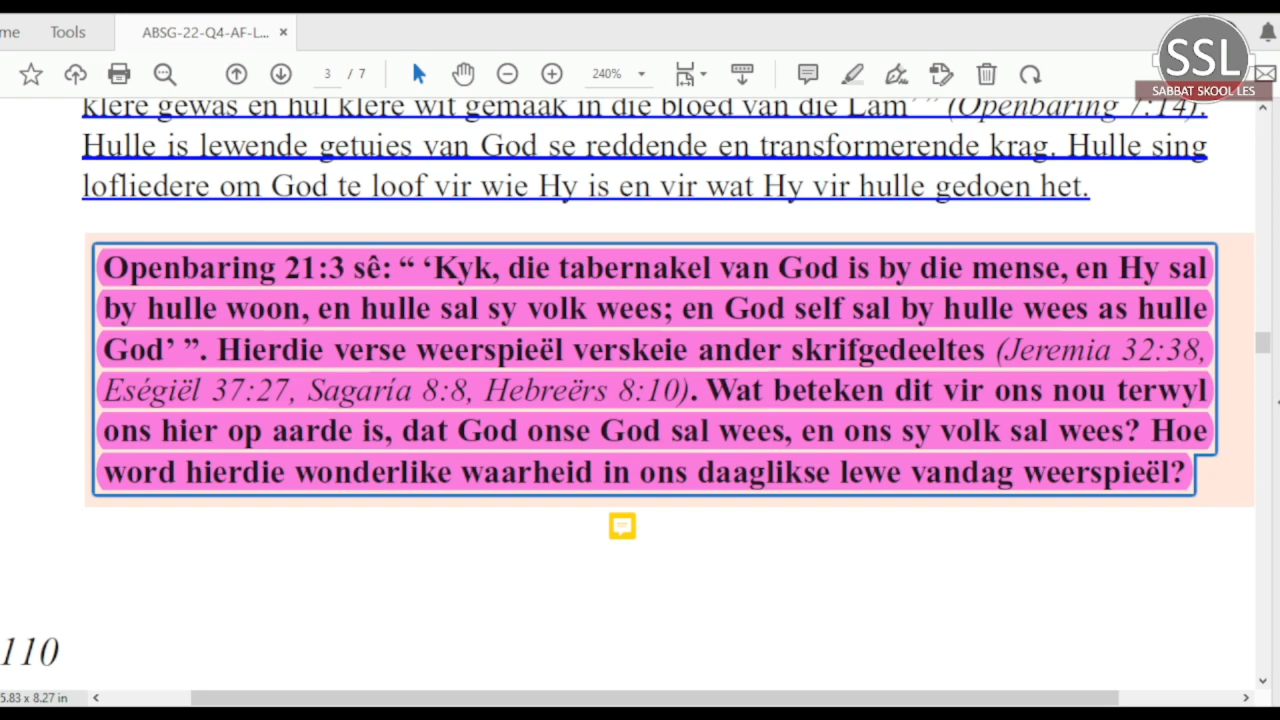 me
Tools
ABSG-22-Q4-AF-L... ×
SSL
SABBAT SKOOL LES
3 / 7
240%
klere gewas en hul klere wit gemaak in die bloed van die Lam’ ” (Openbaring 7:14).
Hulle is lewende getuies van God se reddende en transformerende krag. Hulle sing
lofliedere om God te loof vir wie Hy is en vir wat Hy vir hulle gedoen het.
Openbaring 21:3 sê: “ ‘Kyk, die tabernakel van God is by die mense, en Hy sal
by hulle woon, en hulle sal sy volk wees; en God self sal by hulle wees as hulle
God’ ”. Hierdie verse weerspieël verskeie ander skrifgedeeltes (Jeremia 32:38,
Eségiël 37:27, Sagaría 8:8, Hebreërs 8:10). Wat beteken dit vir ons nou terwyl
ons hier op aarde is, dat God onse God sal wees, en ons sy volk sal wees? Hoe
word hierdie wonderlike waarheid in ons daaglikse lewe vandag weerspieël?
110
5.83 x 8.27 in